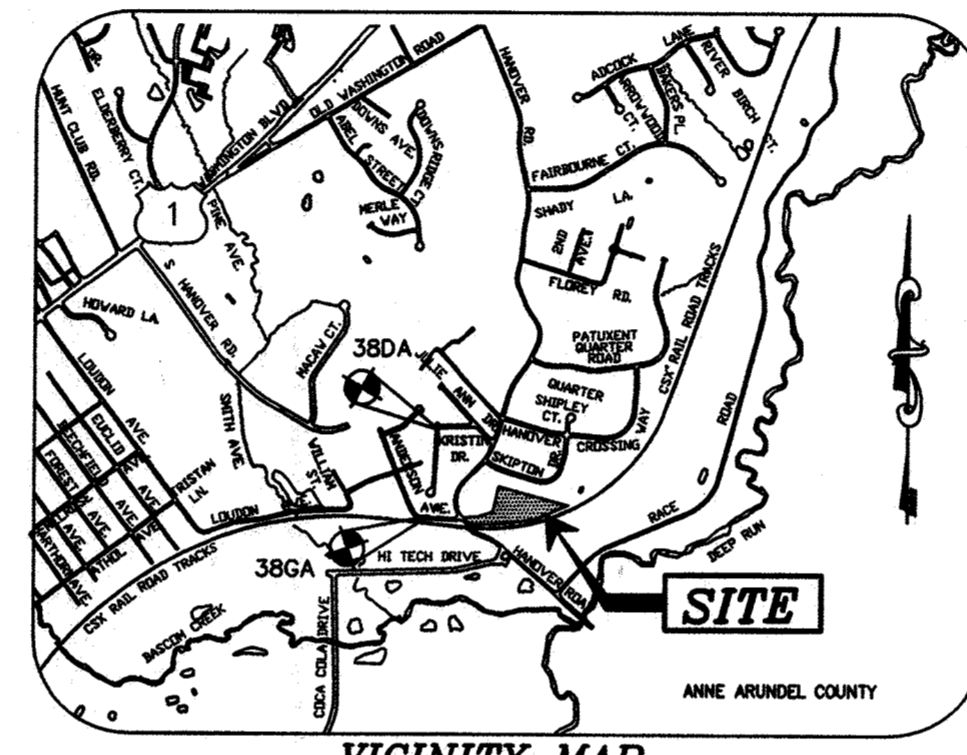 HUNT CLUB RD.
ELDERBERRY CT.
WASHINGTON BLVD.
OLD WASHINGTON ROAD
HANOVER RD.
ADCOCK LANE
RIVER BIRCH CT.
BAKERS PL.
ARROWWOOD CT.
FAIRBOURNE CT.
DOWNS AVE.
DOWNS RIDGE CT.
ABEL STREET
MERLE WAY
1
PINE AVE.
S HANOVER RD.
SHADY LA.
2ND AVE.
FLOREY RD.
PATUXENT QUARTER ROAD
CSX RAIL ROAD TRACKS
HOWARD LA.
MACAW CT.
38DA
JULIE ANN DR.
QUARTER
SHIPLEY CT.
HANOVER
CROSSING WAY
SKIPTON DR.
KRISTIN DR.
ANDERSON AVE.
LOUDON AVE.
EUCLID AVE.
BEECHFIELD AVE.
FOREST AVE.
ATHOL AVE
TRISTAN LN.
SMITH AVE.
WILLIAM ST.
LOUDON AVE.
RACE ROAD
DEEP RUN
38GA
HI TECH DRIVE
HANOVER ROA
CSX RAIL ROAD TRACKS
BASCOM CREEK
COCA COLA DRIVE
SITE
ANNE ARUNDEL COUNTY
VICINITY MAP